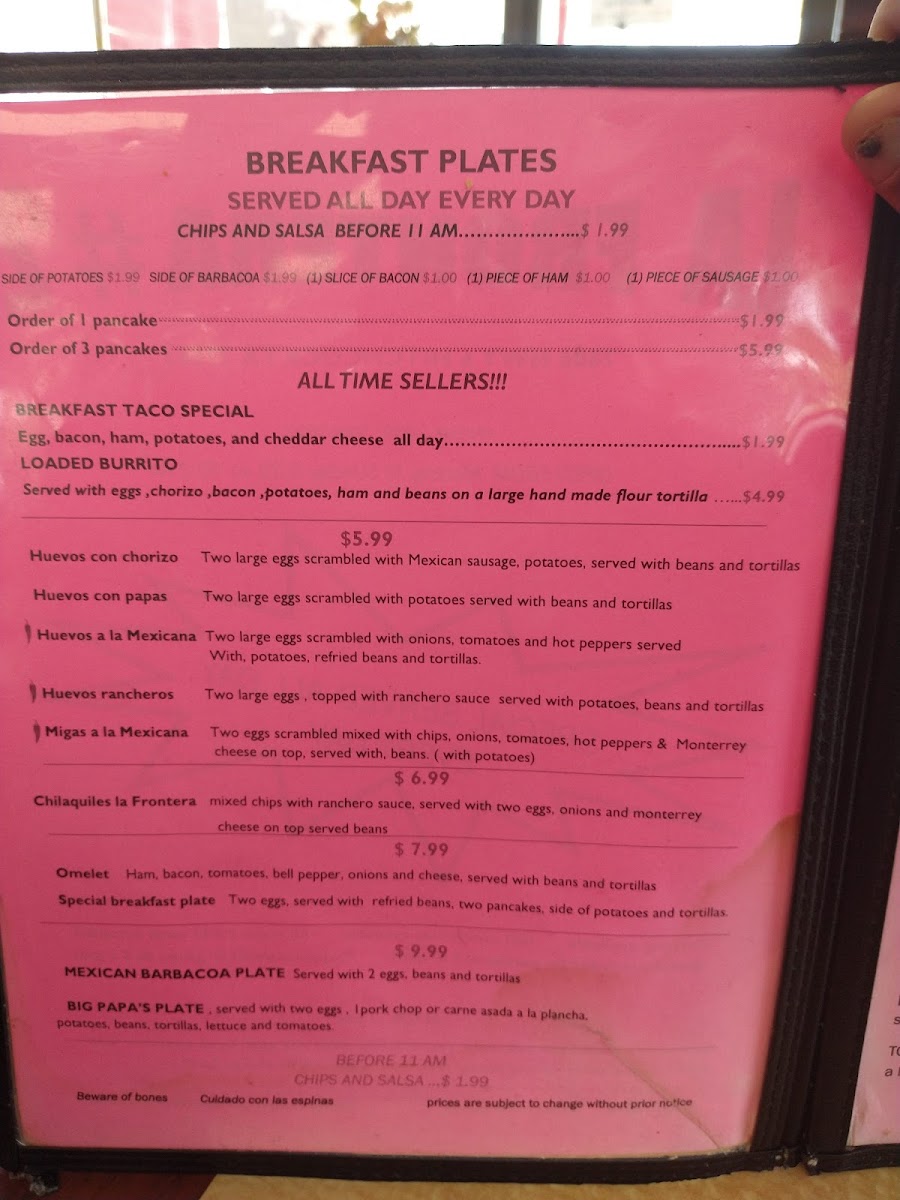 BREAKFAST PLATES
SERVED ALL DAY EVERY DAY
CHIPS AND SALSA BEFORE 11 AM......................$ 1.99
SIDE OF POTATOES $1.99 SIDE OF BARBACOA $1.99 (1) SLICE OF BACON $1.00 (1) PIECE OF HAM $1.00 (1) PIECE OF SAUSAGE $1.00
Order of 1 pancake................................................$1.99
Order of 3 pancakes ................................................$5.99
ALL TIME SELLERS!!!
BREAKFAST TACO SPECIAL
Egg, bacon, ham, potatoes, and cheddar cheese all day................................................$1.99
LOADED BURRITO
Served with eggs ,chorizo ,bacon ,potatoes, ham and beans on a large hand made flour tortilla ......$4.99
$5.99
Huevos con chorizo Two large eggs scrambled with Mexican sausage, potatoes, served with beans and tortillas
Huevos con papas Two large eggs scrambled with potatoes served with beans and tortillas
Huevos a la Mexicana Two large eggs scrambled with onions, tomatoes and hot peppers served
With, potatoes, refried beans and tortillas.
Huevos rancheros Two large eggs , topped with ranchero sauce served with potatoes, beans and tortillas
Migas a la Mexicana Two eggs scrambled mixed with chips, onions, tomatoes, hot peppers & Monterrey
cheese on top, served with, beans. ( with potatoes)
$ 6.99
Chilaquiles la Frontera mixed chips with ranchero sauce, served with two eggs, onions and monterrey
cheese on top served beans
$ 7.99
Omelet Ham, bacon, tomatoes, bell pepper, onions and cheese, served with beans and tortillas
Special breakfast plate Two eggs, served with refried beans, two pancakes, side of potatoes and tortillas.
$ 9.99
MEXICAN BARBACOA PLATE Served with 2 eggs, beans and tortillas
BIG PAPA'S PLATE , served with two eggs , 1pork chop or carne asada a la plancha,
potatoes, beans, tortillas, lettuce and tomatoes.
BEFORE 11 AM
CHIPS AND SALSA ...$ 1.99
Beware of bones Cuidado con las espinas prices are subject to change without prior notice